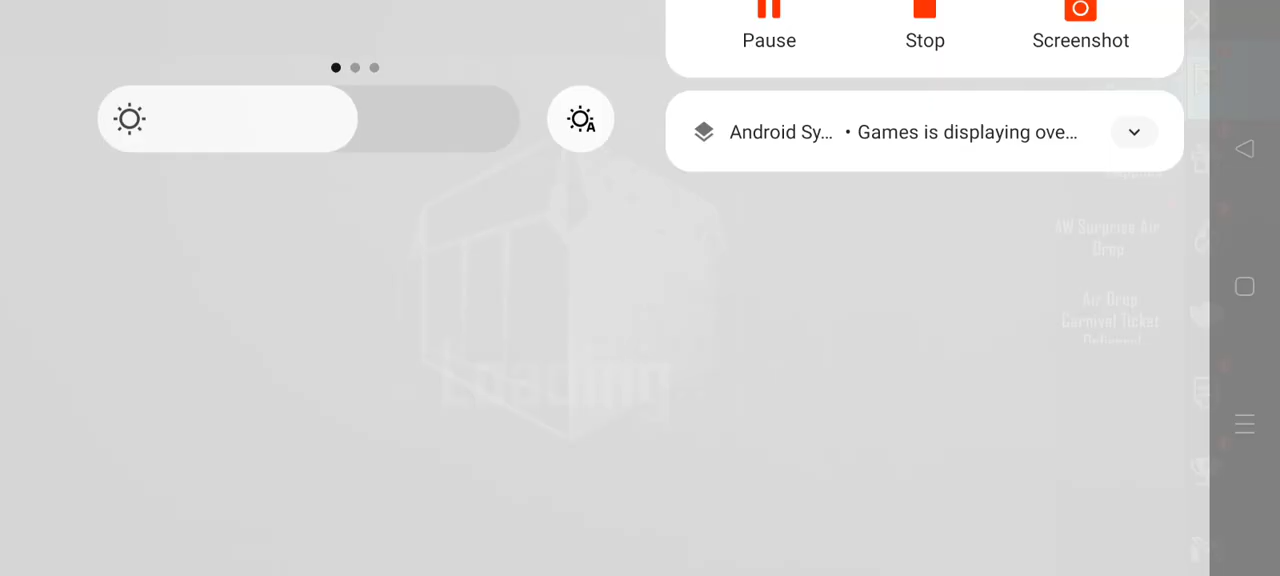 Pause
Stop
Screenshot
Android Sy... • Games is displaying ove...
AW Surprise Air
Drop
Air Drop
Carnival Ticket
Loading